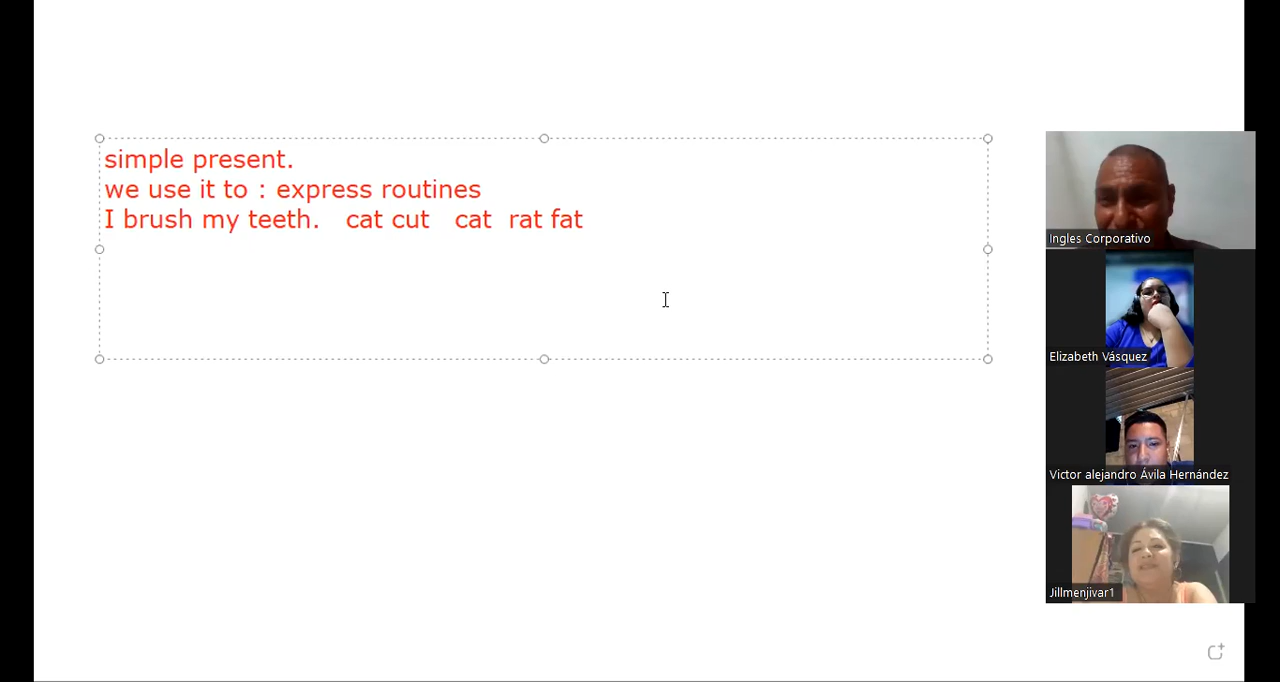 simple present.
we use it to : express routines
I brush my teeth.   cat cut   cat  rat fat
Ingles Corporativo
Elizabeth Vásquez
Victor alejandro Ávila Hernández
Jillmenjivar1